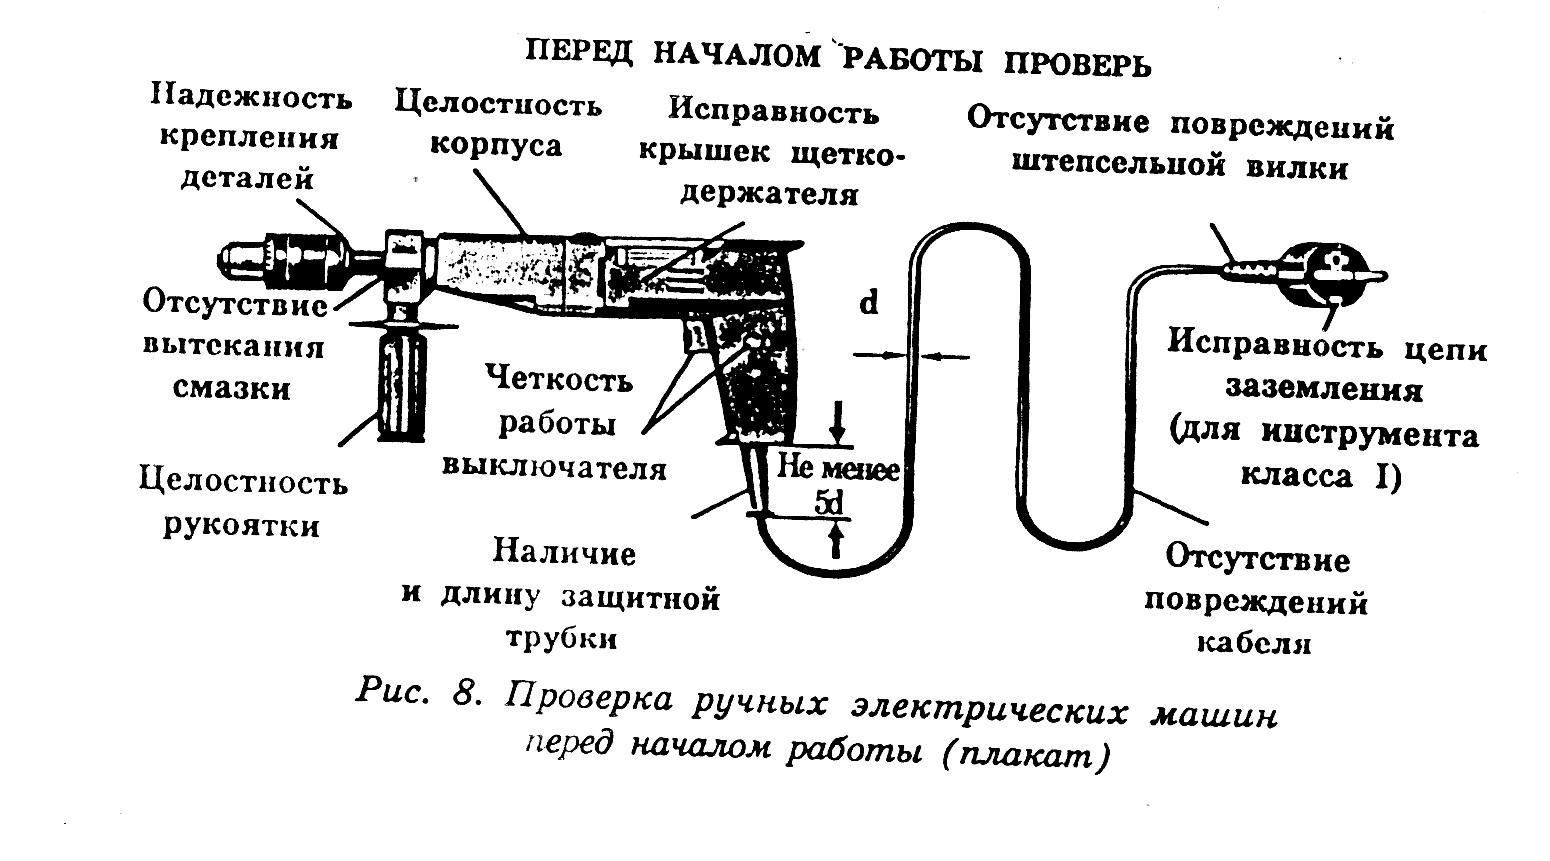 ПЕРЕД НАЧАЛОМ РАБОТЫ ПРОВЕРЬ
Надежность
крепления
деталей
Целостность
корпуса
Исправность
крышек щетко-
держателя
Отсутствие повреждений
штепсельной вилки
Отсутствие
вытекания
смазки
Целостность
рукоятки
Четкость
работы
выключателя
Наличие
и длину защитной
трубки
Не менее
5d
d
Исправность цепи
заземления
(для инструмента
класса I)
Отсутствие
повреждений
кабеля
Рис. 8. Проверка ручных электрических машин
перед началом работы (плакат)